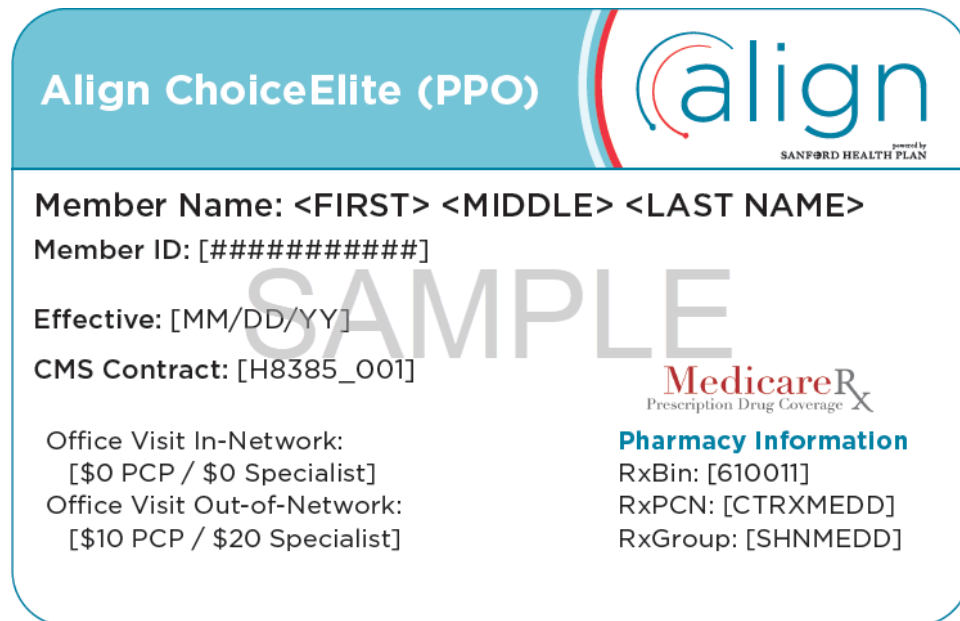 Align ChoiceElite (PPO)
align
powered by
SANFORD HEALTH PLAN
Member Name: <FIRST> <MIDDLE> <LAST NAME>
Member ID: [###########]
SAMPLE
Effective: [MM/DD/YY]
CMS Contract: [H8385_001]
MedicareRx
Prescription Drug Coverage
Office Visit In-Network:
[$0 PCP / $0 Specialist]
Office Visit Out-of-Network:
[$10 PCP / $20 Specialist]
Pharmacy Information
RxBin: [610011]
RxPCN: [CTRXMEDD]
RxGroup: [SHNMEDD]